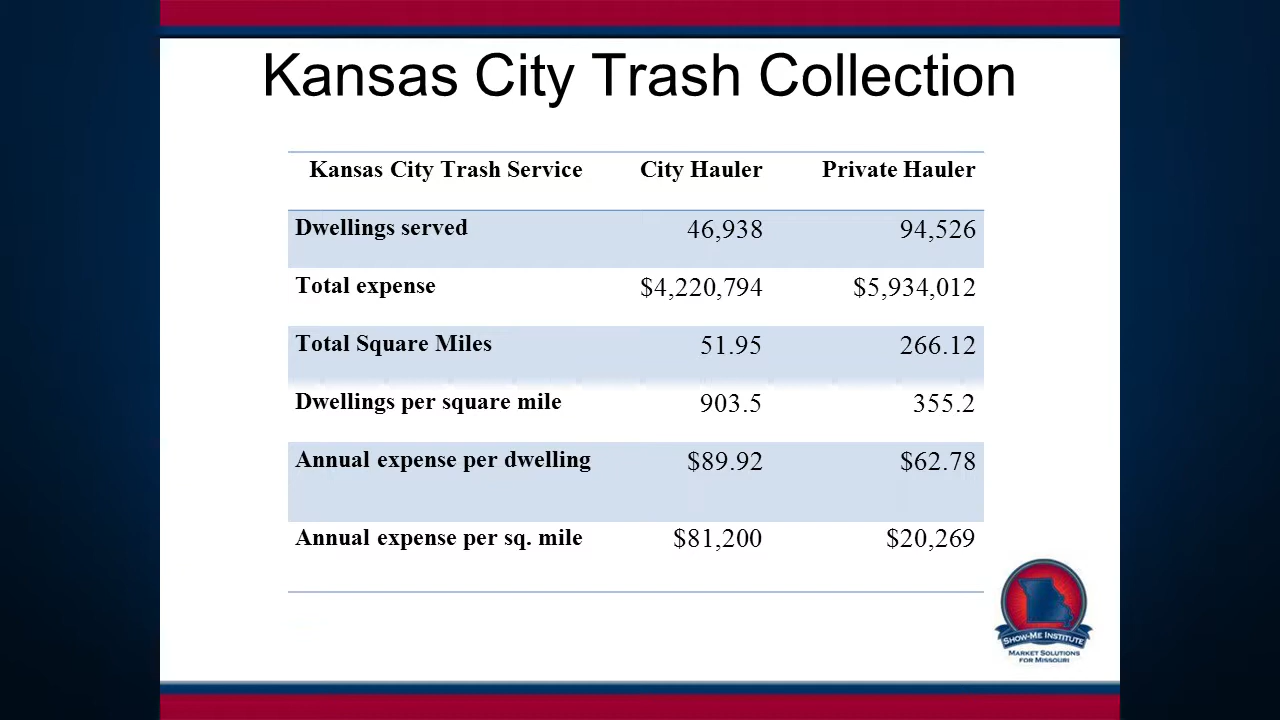 Kansas City Trash Collection
Kansas City Trash Service City Hauler Private Hauler
Dwellings served 46,938 94,526
Total expense $4,220,794 $5,934,012
Total Square Miles 51.95 266.12
Dwellings per square mile 903.5 355.2
Annual expense per dwelling $89.92 $62.78
Annual expense per sq. mile $81,200 $20,269
SHOW-ME INSTITUTE
MARKET SOLUTIONS
FOR MISSOURI